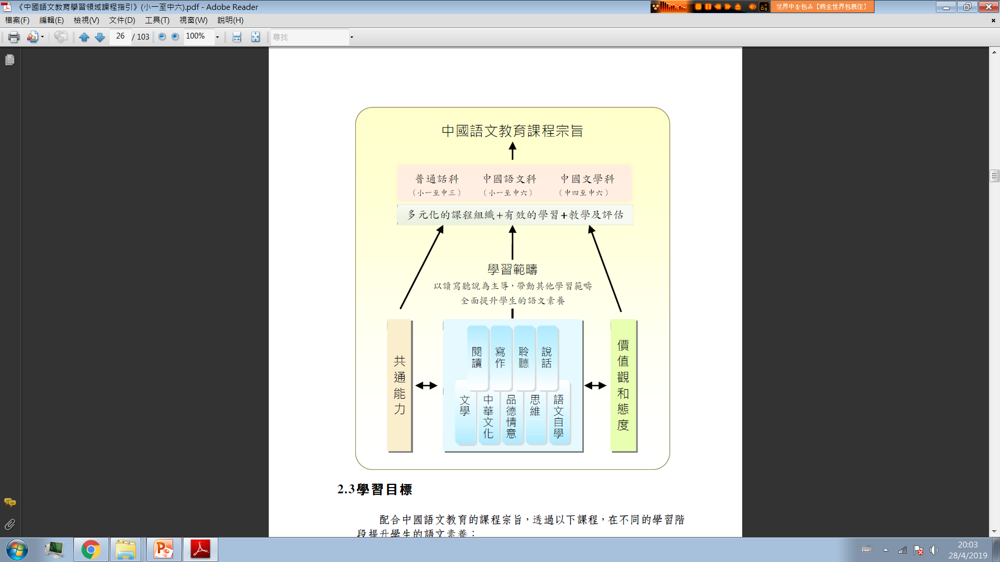 《中國語文教育學習領域課程指引》(小一至中六).pdf - Adobe Reader
世界中を包み【將全世界包裹住】
檔案(F) 編輯(E) 檢視(V) 文件(D) 工具(T) 視窗(W) 說明(H)
26 / 103 100% 尋找
中國語文教育課程宗旨
普通話科 中國語文科 中國文學科
(小一至中三) (小一至中六) (中四至中六)
多元化的課程組織+有效的學習+教學及評估
學習範疇
以讀寫聽說為主導，帶動其他學習範疇
全面提升學生的語文素養
共通能力
閱讀 寫作 聆聽 說話
文學 中華文化 品德情意 思維 語文自學
價值觀和態度
2.3學習目標
配合中國語文教育的課程宗旨，透過以下課程，在不同的學習階
段提升學生的語文素養：
20:03
28/4/2019